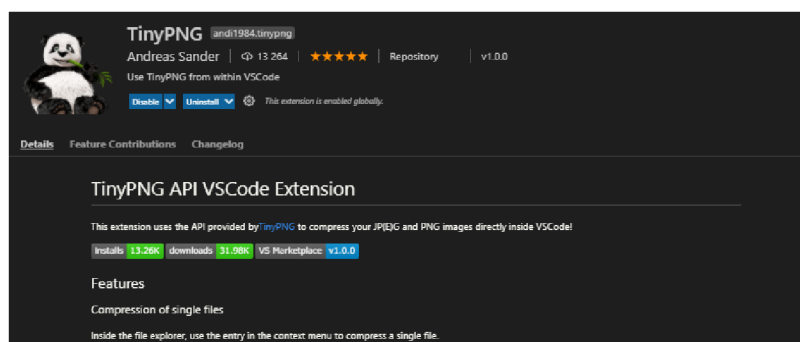 TinyPNG andi1984.tinypng
Andreas Sander | 13 264 | ★★★★★ | Repository | v1.0.0
Use TinyPNG from within VSCode
Disable Uninstall This extension is enabled globally.
Details Feature Contributions Changelog
TinyPNG API VSCode Extension
This extension uses the API provided byTinyPNG to compress your JP(E)G and PNG images directly inside VSCode!
Installs 13.26K downloads 31.98K VS Marketplace v1.0.0
Features
Compression of single files
Inside the file explorer, use the entry in the context menu to compress a single file.